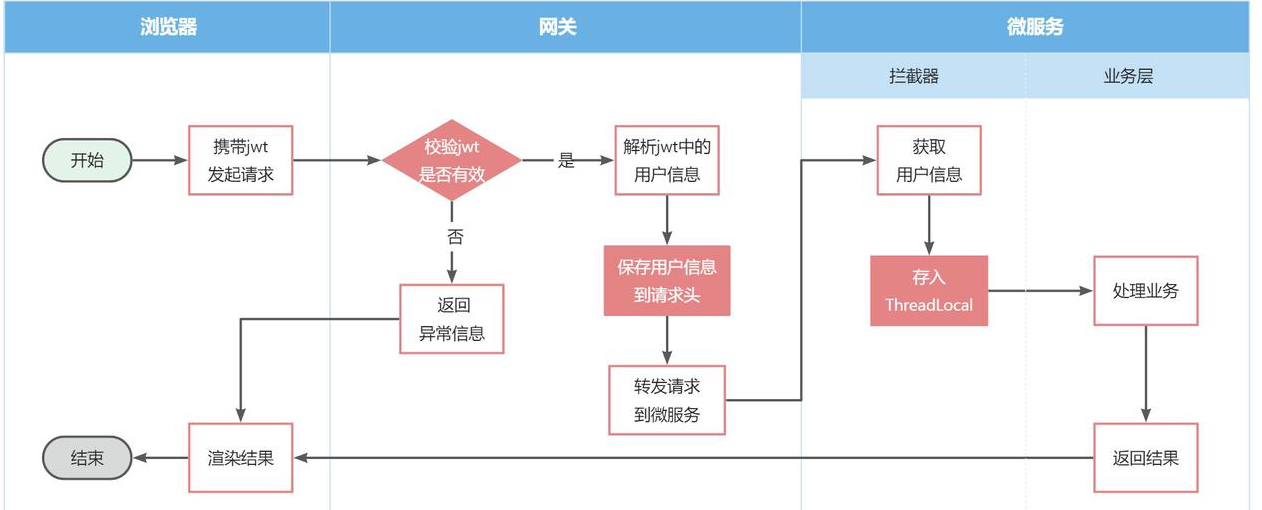 浏览器
网关
微服务
拦截器
业务层
开始
携带jwt
发起请求
校验jwt
是否有效
是
解析jwt中的
用户信息
获取
用户信息
否
保存用户信息
到请求头
存入
ThreadLocal
处理业务
返回
异常信息
转发请求
到微服务
结束
渲染结果
返回结果